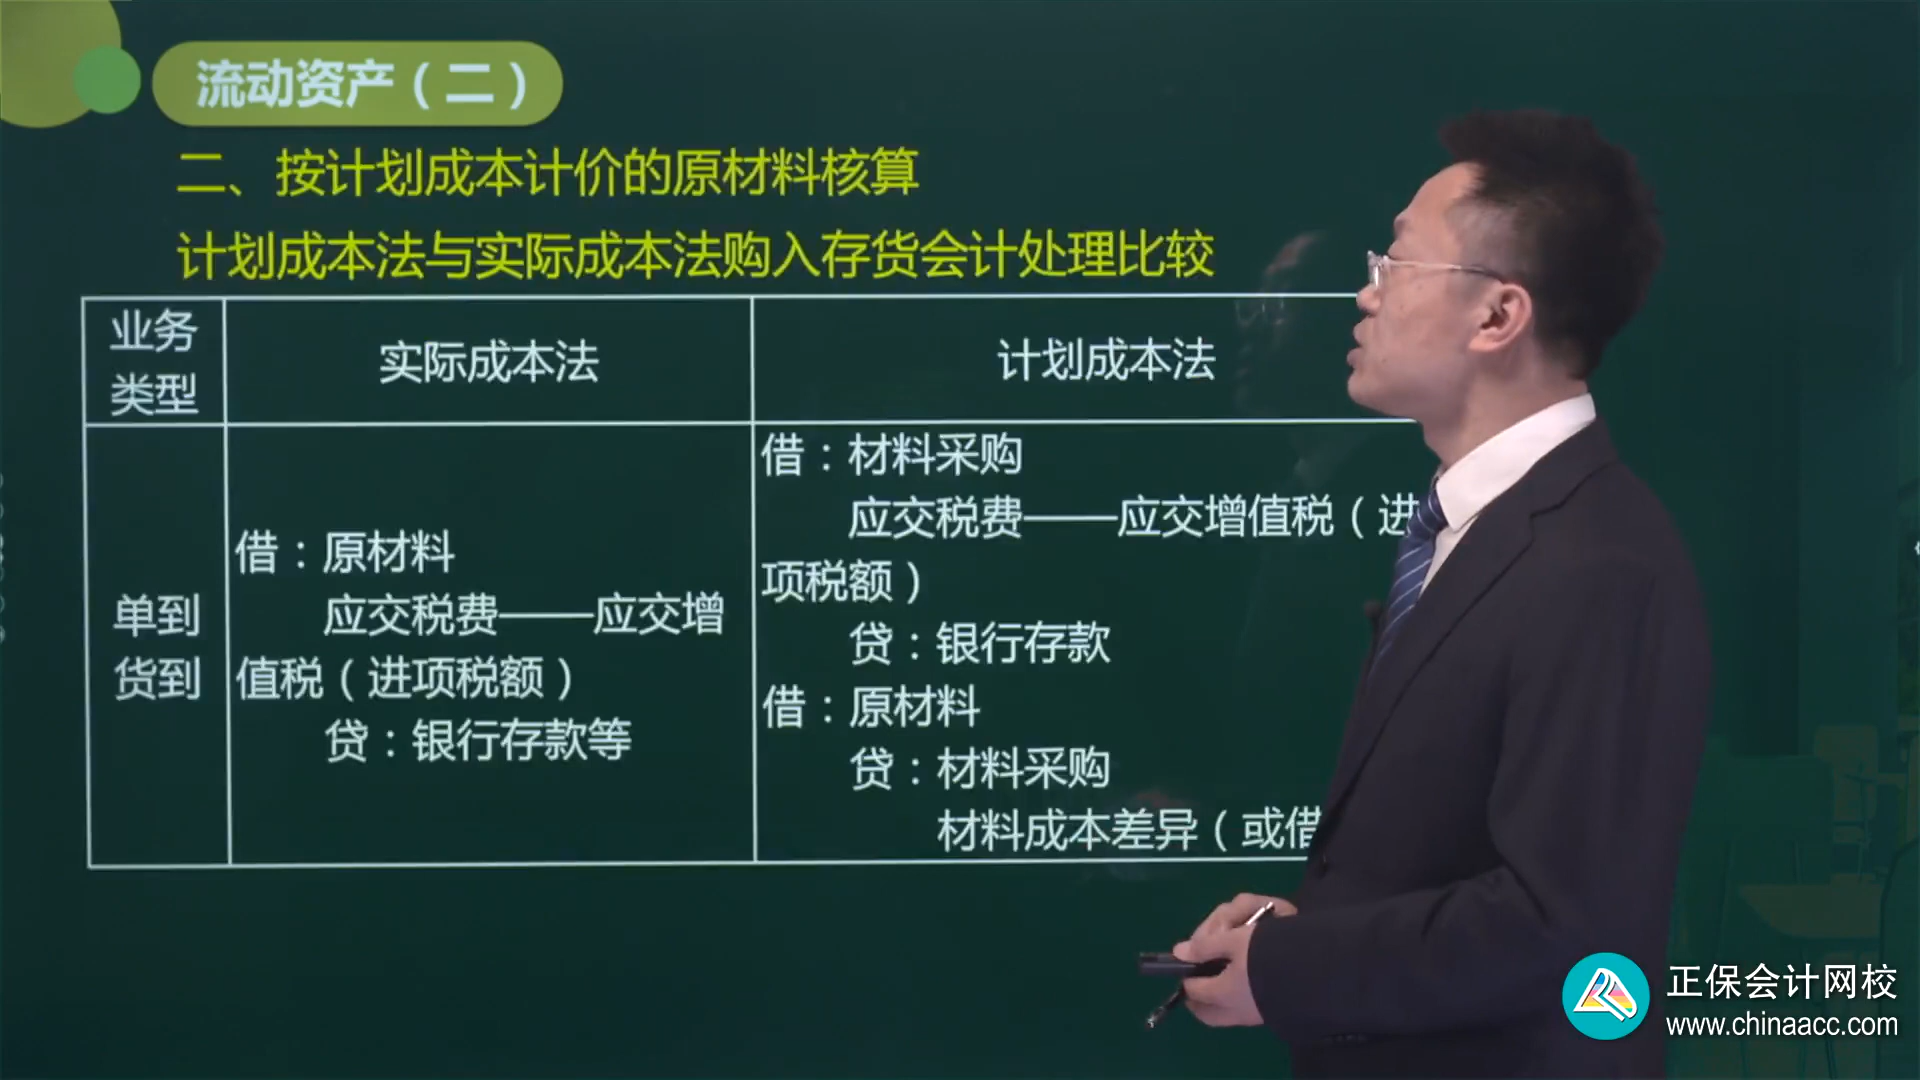 流动资产（二）
二、按计划成本计价的原材料核算
计划成本法与实际成本法购入存货会计处理比较
业务
类型
实际成本法
计划成本法
单到
货到
借：原材料
应交税费——应交增
值税（进项税额）
贷：银行存款等
借：材料采购
应交税费——应交增值税（进
项税额）
贷：银行存款
借：原材料
贷：材料采购
材料成本差异（或借
正保会计网校
www.chinaacc.com